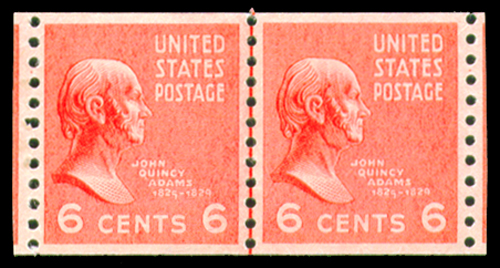 UNITED
STATES
POSTAGE
JOHN
QUINCY
ADAMS
1825-1829
6 CENTS 6
UNITED
STATES
POSTAGE
JOHN
QUINCY
ADAMS
1825-1829
6 CENTS 6